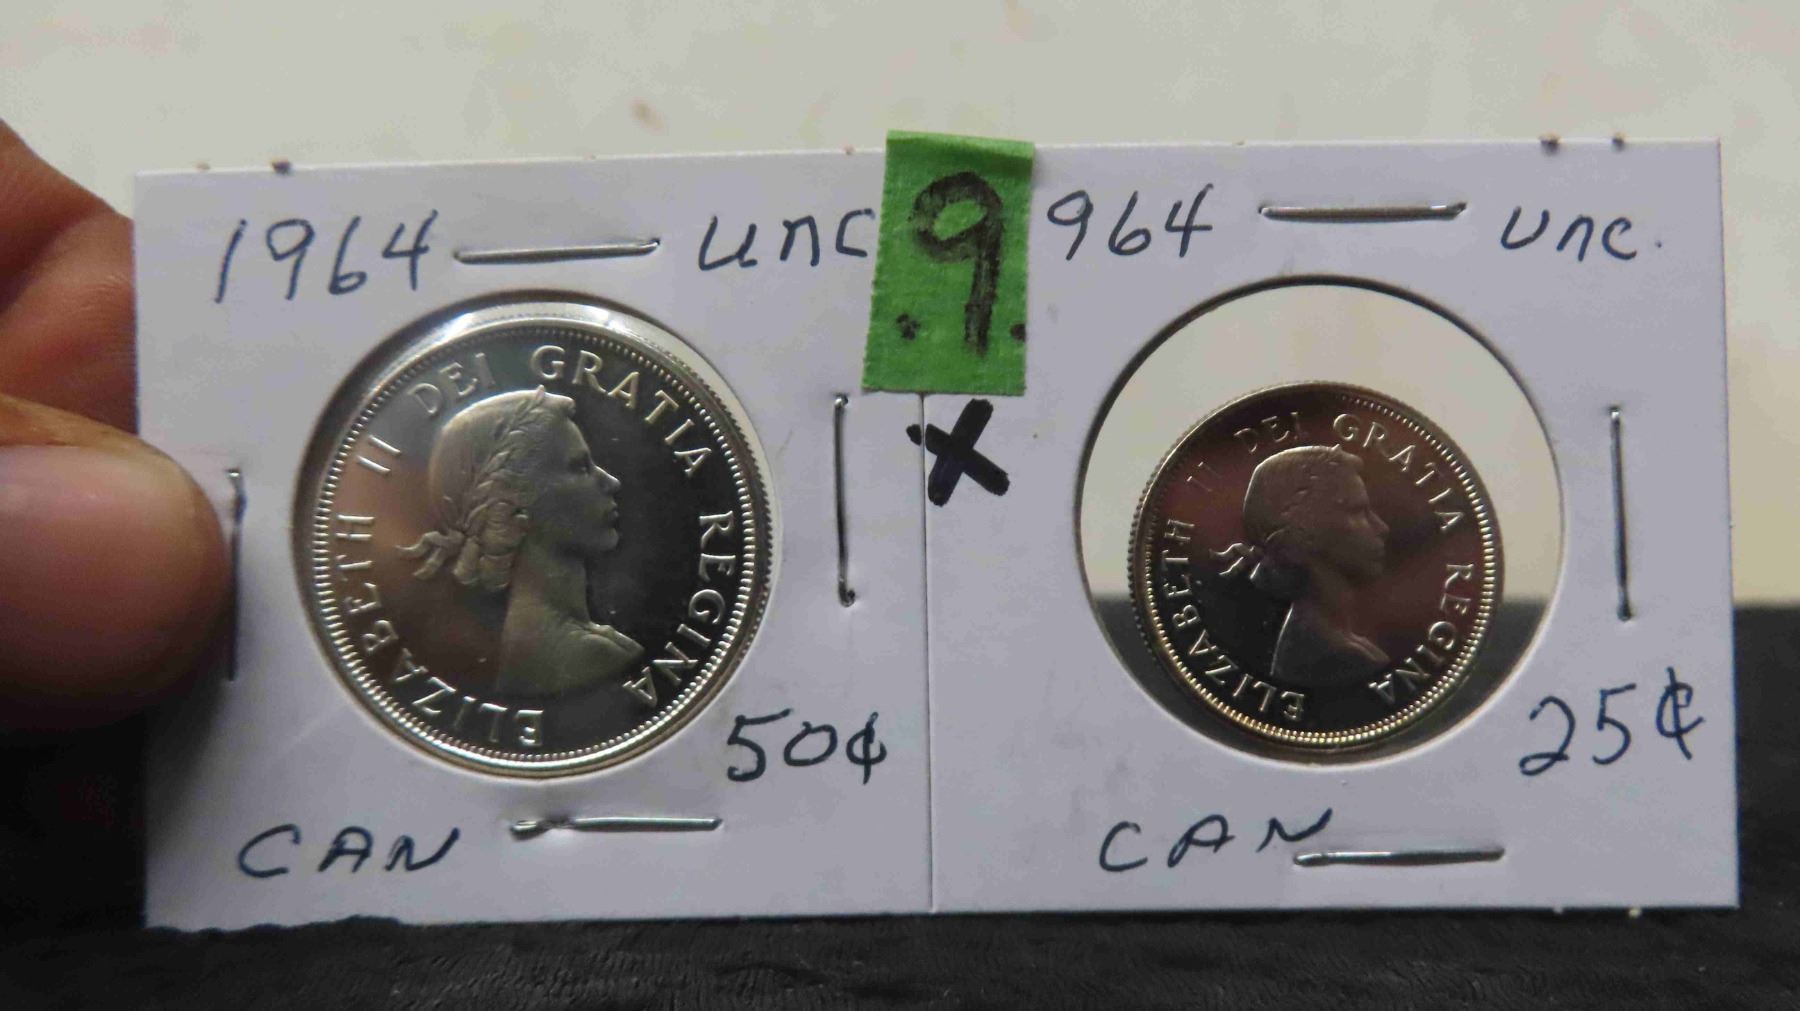 1964 unc
ELIZABETH II DEI GRATIA REGINA
50¢
CAN
.9.
X
964 unc.
ELIZABETH II DEI GRATIA REGINA
25¢
CAN